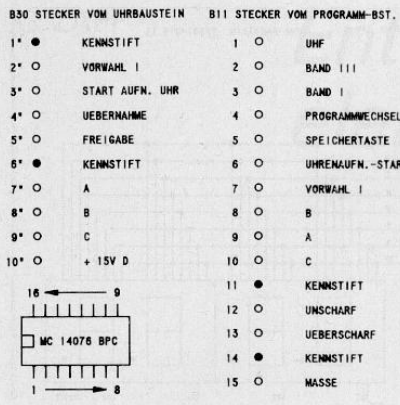 B30 STECKER VOM UHRBAUSTEIN
1" KENNSTIFT
2" VORWAHL I
3" START AUFN. UHR
4" UEBERNAHME
5" FREIGABE
6" KENNSTIFT
7" A
8" B
9" C
10" + 15V D
16 9
MC 14076 BPC
1 8
B11 STECKER VOM PROGRAMM-BST.
1 UHF
2 BAND III
3 BAND I
4 PROGRAMMWECHSEL
5 SPEICHERTASTE
6 UHRENAUFN.-STAR
7 VORWAHL I
8 B
9 A
10 C
11 KENNSTIFT
12 UNSCHARF
13 UEBERSCHARF
14 KENNSTIFT
15 MASSE